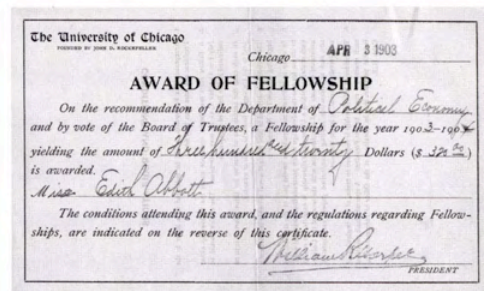 The University of Chicago
FOUNDED BY JOHN D. ROCKEFELLER
Chicago APR 3 1903
AWARD OF FELLOWSHIP
On the recommendation of the Department of Political Economy
and by vote of the Board of Trustees, a Fellowship for the year 1903-1904
yielding the amount of Three hundred and twenty Dollars ($ 320 00)
is awarded.
Miss Edith Abbott
The conditions attending this award, and the regulations regarding Fellow-
ships, are indicated on the reverse of this certificate.
William R. Harper
PRESIDENT